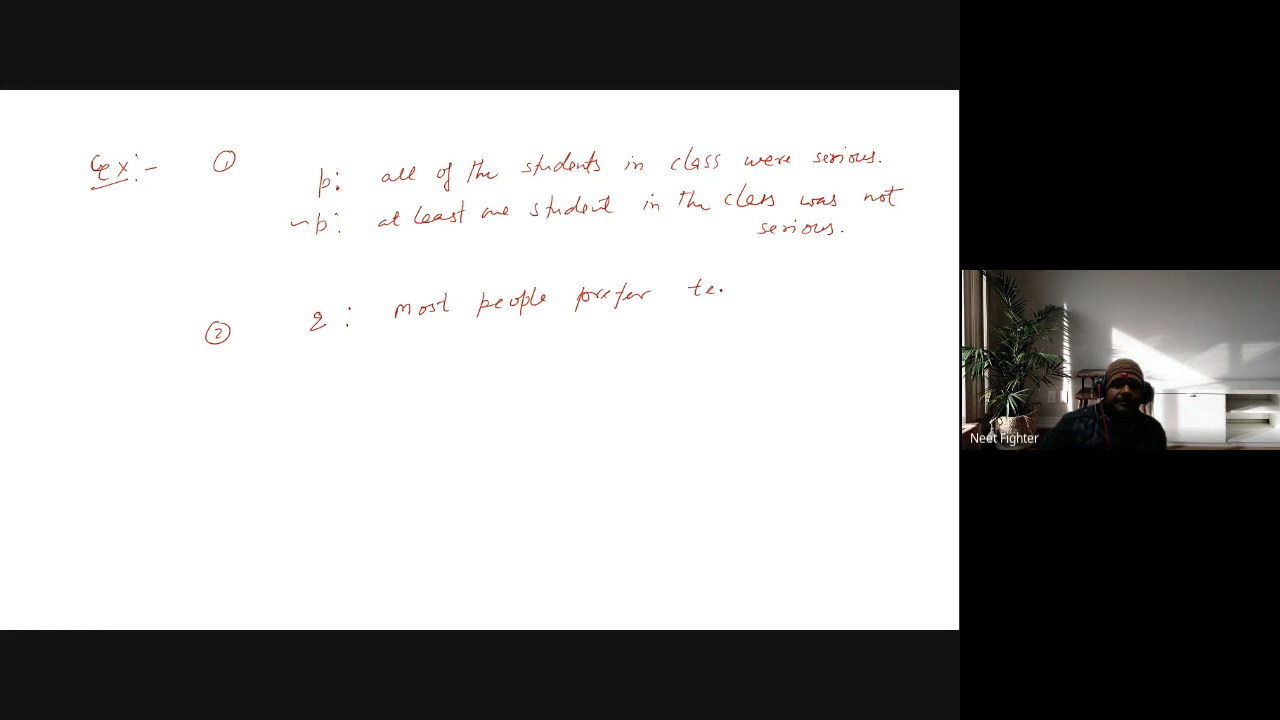 Ex:- ① p: all of the students in class were serious.
~p: at least one student in the class was not
serious.
② q: most people prefer te.
Neet Fighter